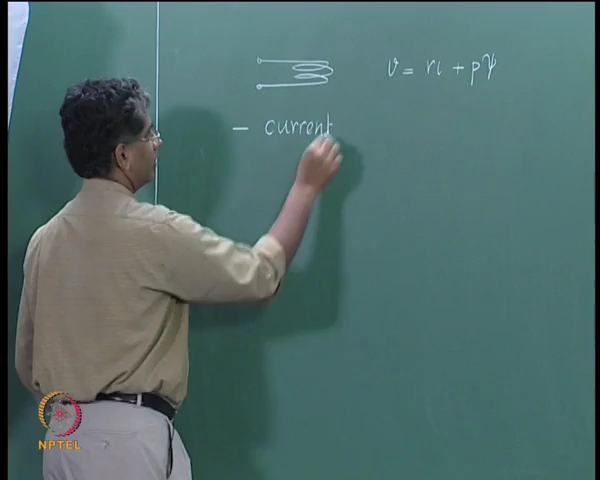 v = ri + pψ
– current
NPTEL